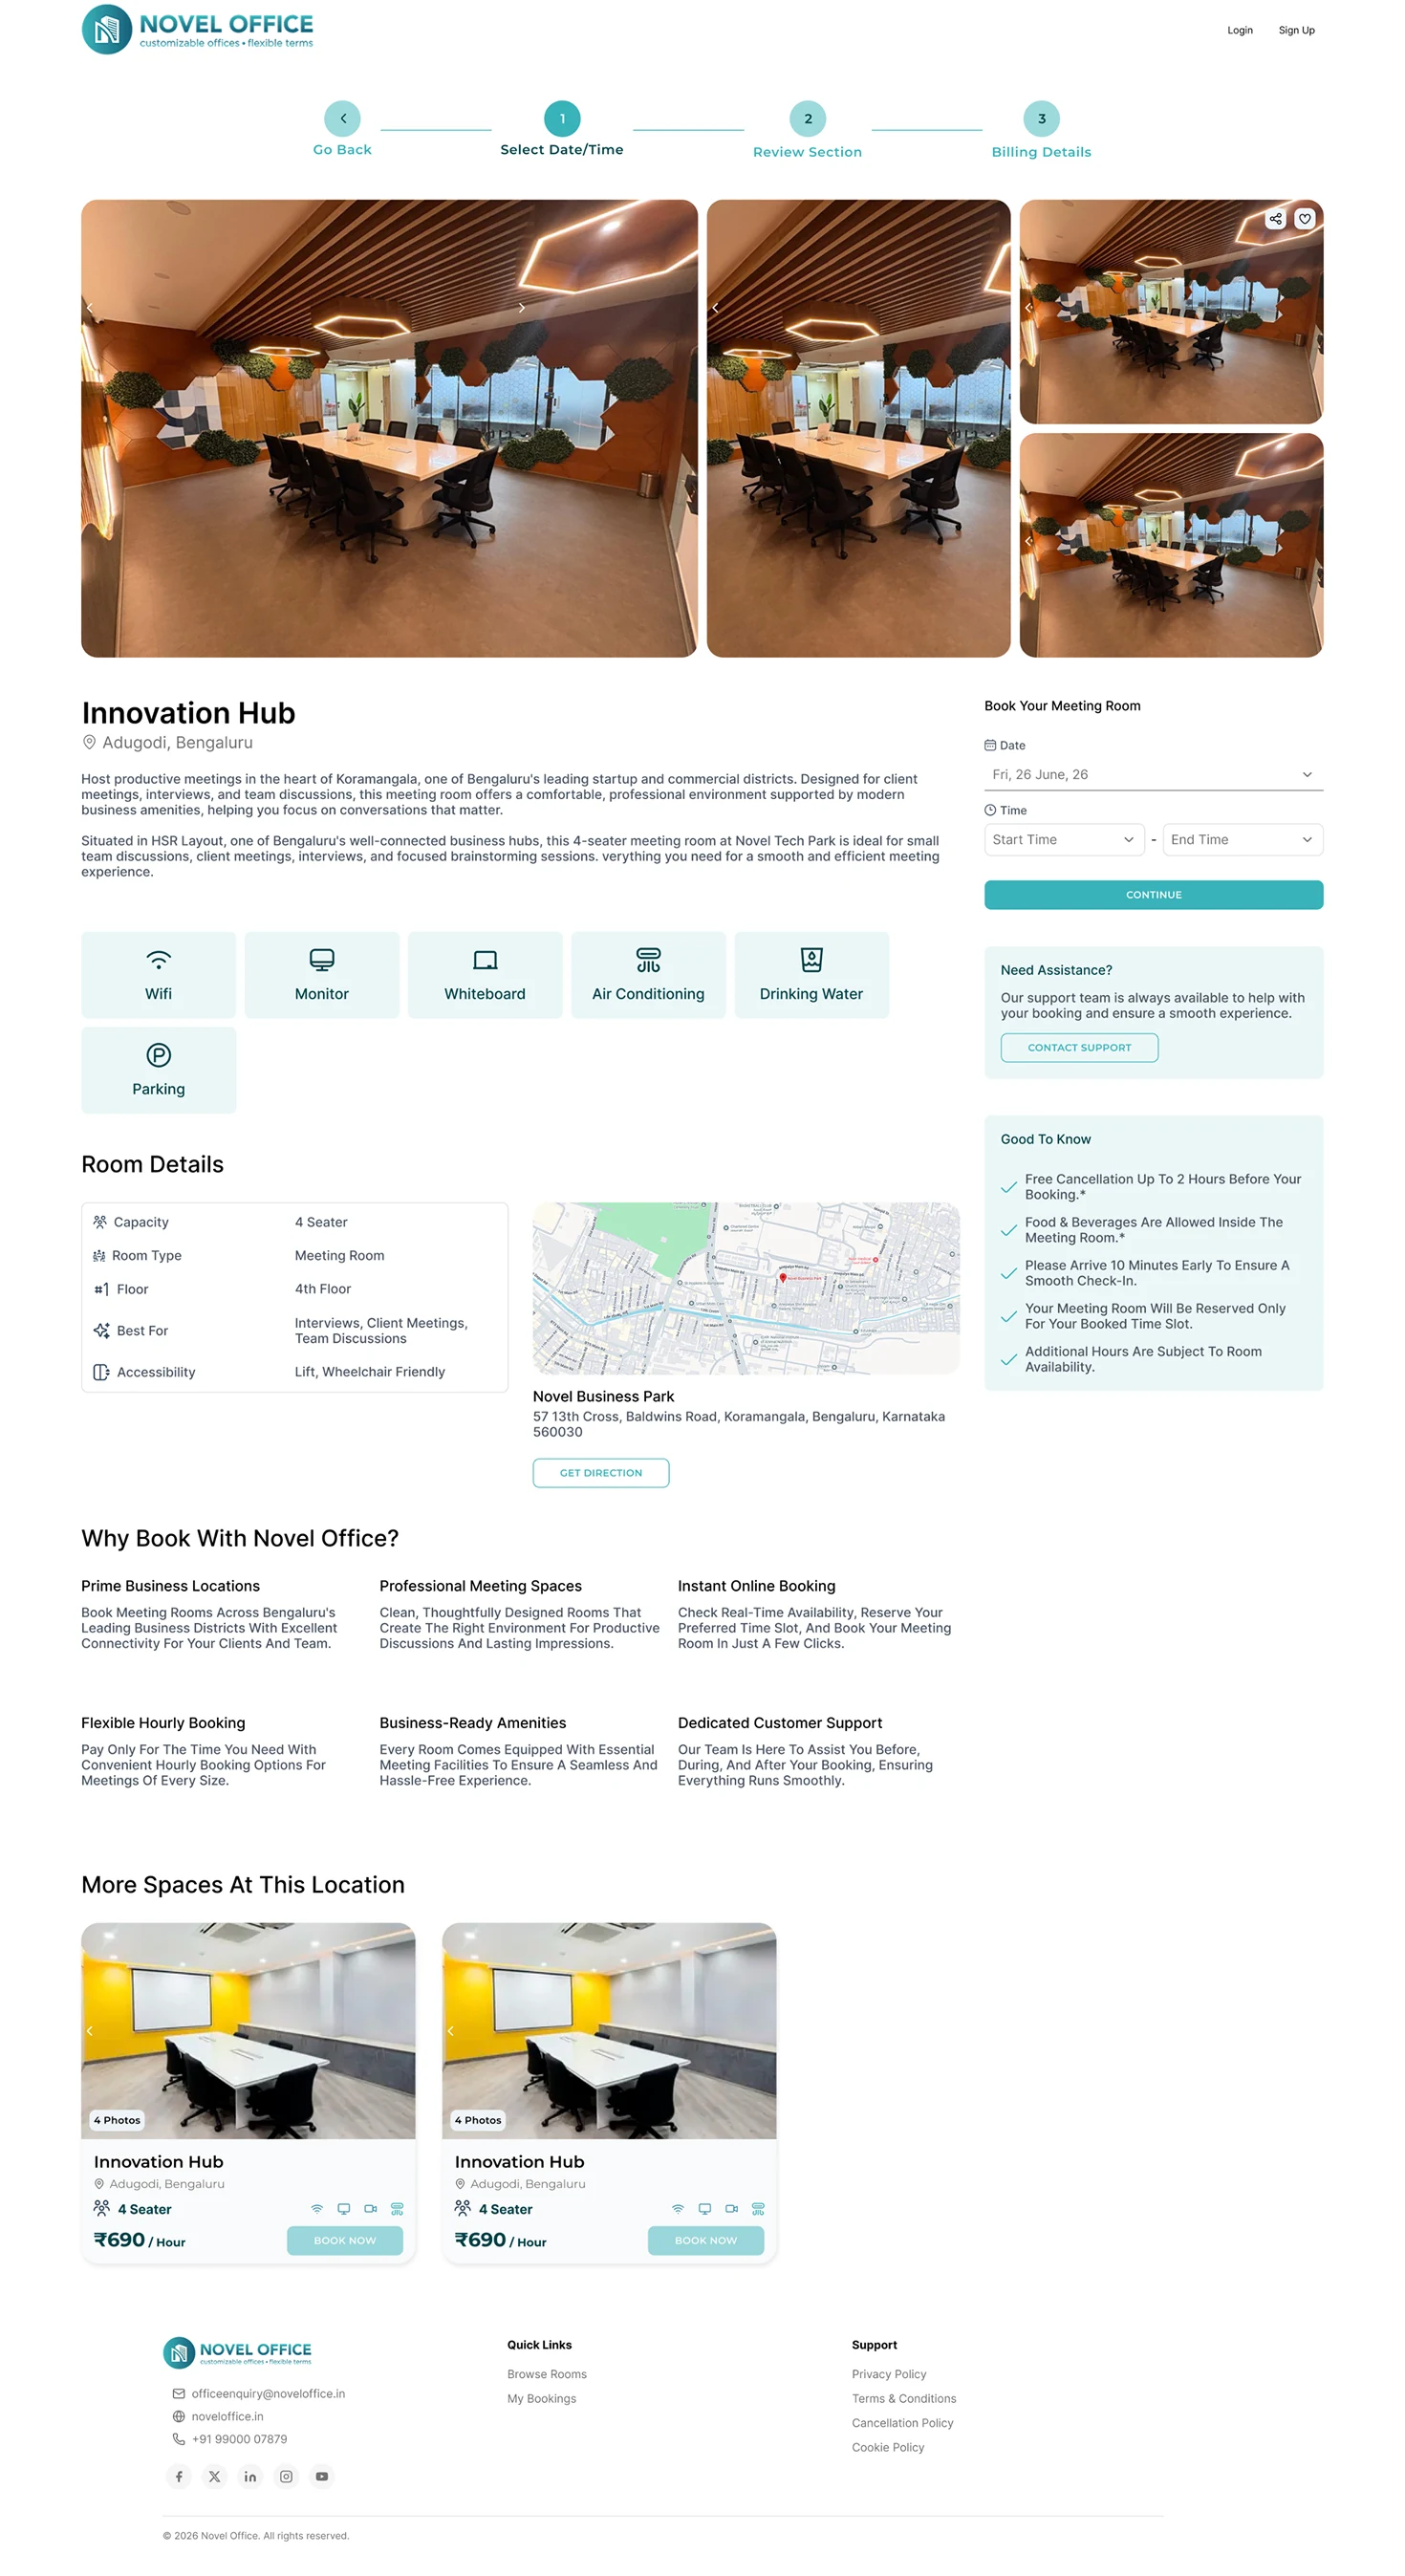 NOVEL OFFICE
customizable offices • flexible terms
Login
Sign Up
Go Back
1
Select Date/Time
2
Review Section
3
Billing Details
Innovation Hub
Adugodi, Bengaluru
Host productive meetings in the heart of Koramangala, one of Bengaluru's leading startup and commercial districts. Designed for client
meetings, interviews, and team discussions, this meeting room offers a comfortable, professional environment supported by modern
business amenities, helping you focus on conversations that matter.
Situated in HSR Layout, one of Bengaluru's well-connected business hubs, this 4-seater meeting room at Novel Tech Park is ideal for small
team discussions, client meetings, interviews, and focused brainstorming sessions. verything you need for a smooth and efficient meeting
experience.
Wifi
Monitor
Whiteboard
Air Conditioning
Drinking Water
Parking
Book Your Meeting Room
Date
Fri, 26 June, 26
Time
Start Time
-
End Time
CONTINUE
Need Assistance?
Our support team is always available to help with
your booking and ensure a smooth experience.
CONTACT SUPPORT
Good To Know
Free Cancellation Up To 2 Hours Before Your
Booking.*
Food & Beverages Are Allowed Inside The
Meeting Room.*
Please Arrive 10 Minutes Early To Ensure A
Smooth Check-In.
Your Meeting Room Will Be Reserved Only
For Your Booked Time Slot.
Additional Hours Are Subject To Room
Availability.
Room Details
Capacity
4 Seater
Room Type
Meeting Room
#1
Floor
4th Floor
Best For
Interviews, Client Meetings,
Team Discussions
Accessibility
Lift, Wheelchair Friendly
Novel Business Park
Novel Business Park
57 13th Cross, Baldwins Road, Koramangala, Bengaluru, Karnataka
560030
GET DIRECTION
Why Book With Novel Office?
Prime Business Locations
Book Meeting Rooms Across Bengaluru's
Leading Business Districts With Excellent
Connectivity For Your Clients And Team.
Professional Meeting Spaces
Clean, Thoughtfully Designed Rooms That
Create The Right Environment For Productive
Discussions And Lasting Impressions.
Instant Online Booking
Check Real-Time Availability, Reserve Your
Preferred Time Slot, And Book Your Meeting
Room In Just A Few Clicks.
Flexible Hourly Booking
Pay Only For The Time You Need With
Convenient Hourly Booking Options For
Meetings Of Every Size.
Business-Ready Amenities
Every Room Comes Equipped With Essential
Meeting Facilities To Ensure A Seamless And
Hassle-Free Experience.
Dedicated Customer Support
Our Team Is Here To Assist You Before,
During, And After Your Booking, Ensuring
Everything Runs Smoothly.
More Spaces At This Location
4 Photos
Innovation Hub
Adugodi, Bengaluru
4 Seater
₹690 / Hour
BOOK NOW
4 Photos
Innovation Hub
Adugodi, Bengaluru
4 Seater
₹690 / Hour
BOOK NOW
NOVEL OFFICE
customizable offices • flexible terms
officeenquiry@noveloffice.in
noveloffice.in
+91 99000 07879
Quick Links
Browse Rooms
My Bookings
Support
Privacy Policy
Terms & Conditions
Cancellation Policy
Cookie Policy
© 2026 Novel Office. All rights reserved.